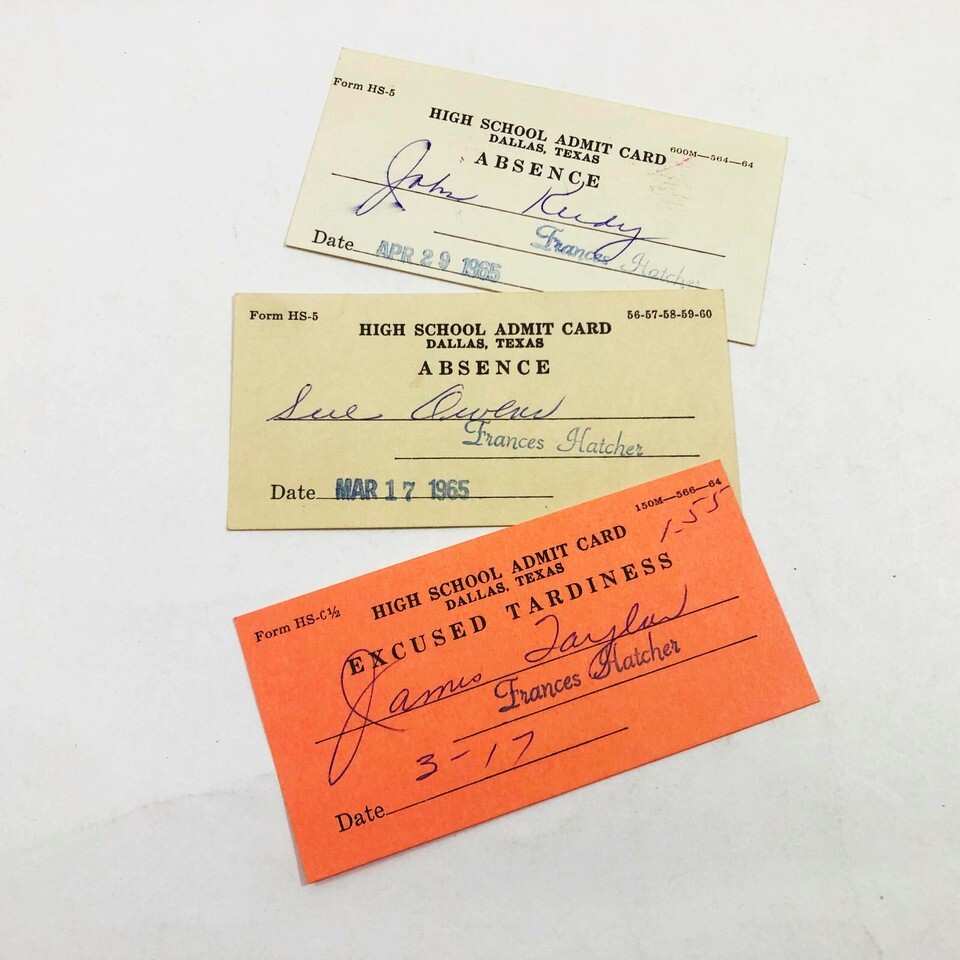 Form HS-5
HIGH SCHOOL ADMIT CARD
600M—564—64
DALLAS, TEXAS
ABSENCE
John
Frances Hatcher
Date APR 29 1965
Form HS-5
56-57-58-59-60
HIGH SCHOOL ADMIT CARD
DALLAS, TEXAS
ABSENCE
Sue Owens
Frances Hatcher
Date MAR 17 1965
150M—566—64
1-55
Form HS-C½
HIGH SCHOOL ADMIT CARD
DALLAS, TEXAS
EXCUSED TARDINESS
James Taylor
Frances Hatcher
3-17
Date